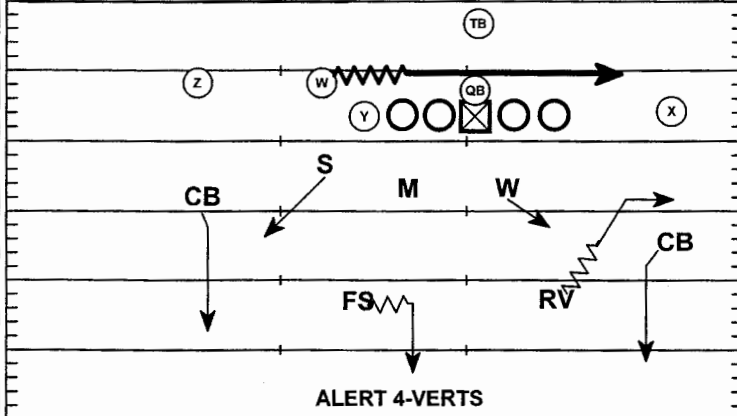 TB
Z W QB
Y X
S
CB M W
CB
FS RV
ALERT 4-VERTS